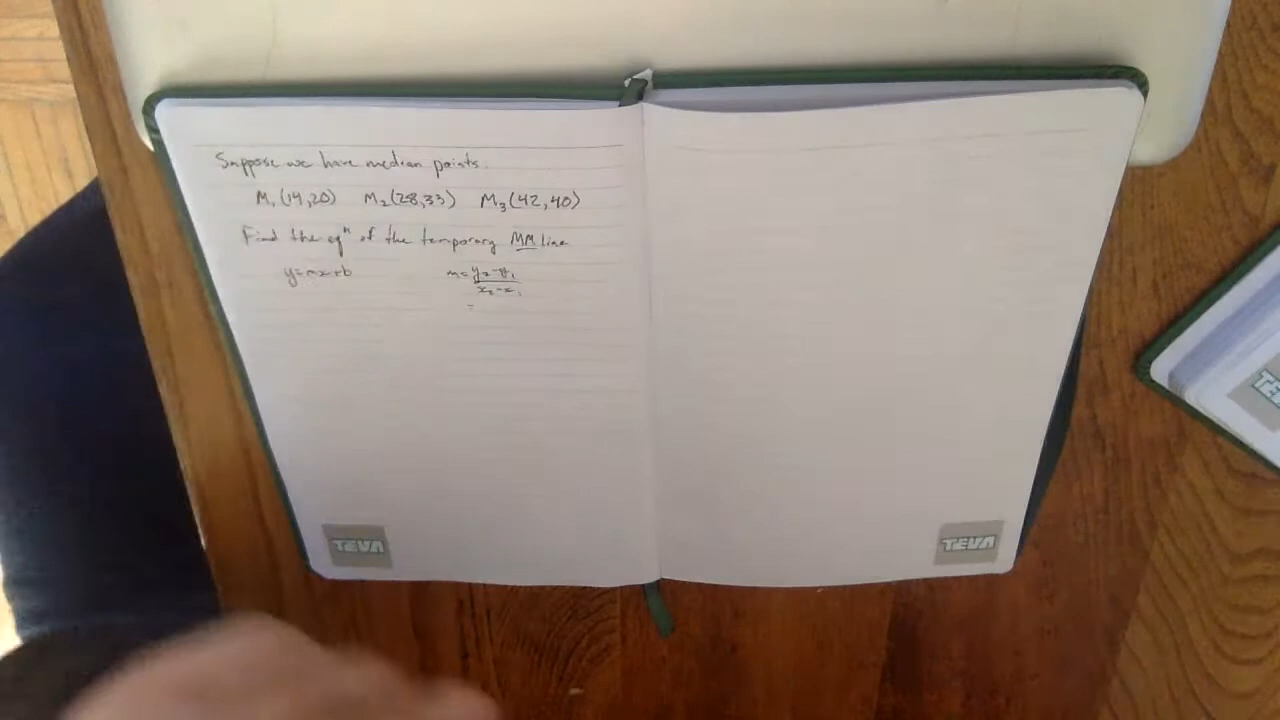 Suppose we have median points.
M₁(14,20) M₂(28,33) M₃(42,40)
Find the eqⁿ of the temporary MM line
y=mx+b m=y₂-y₁
x₂-x₁
=
TEVA TEVA